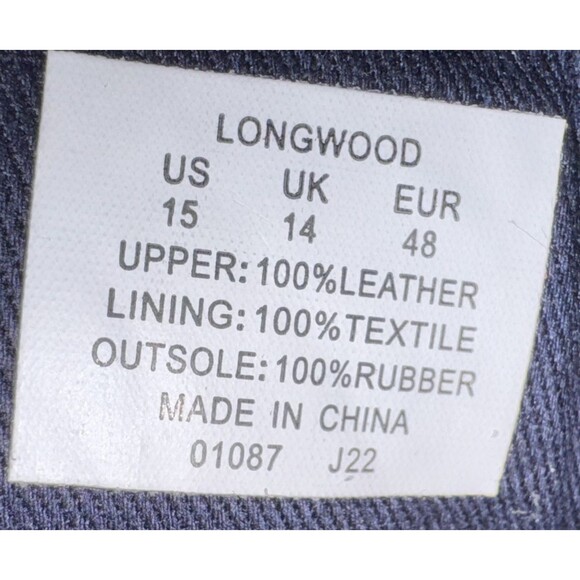 LONGWOOD
US UK EUR
15 14 48
UPPER:100%LEATHER
LINING:100%TEXTILE
OUTSOLE:100%RUBBER
MADE IN CHINA
01087 J22